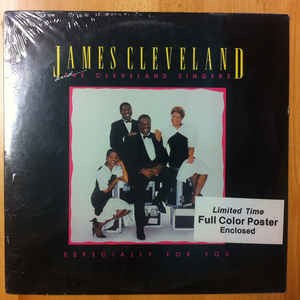 JAMES CLEVELAND
CLEVELAND SINGERS
Limited Time
Full Color Poster
Enclosed
ESPECIALLY FOR YOU